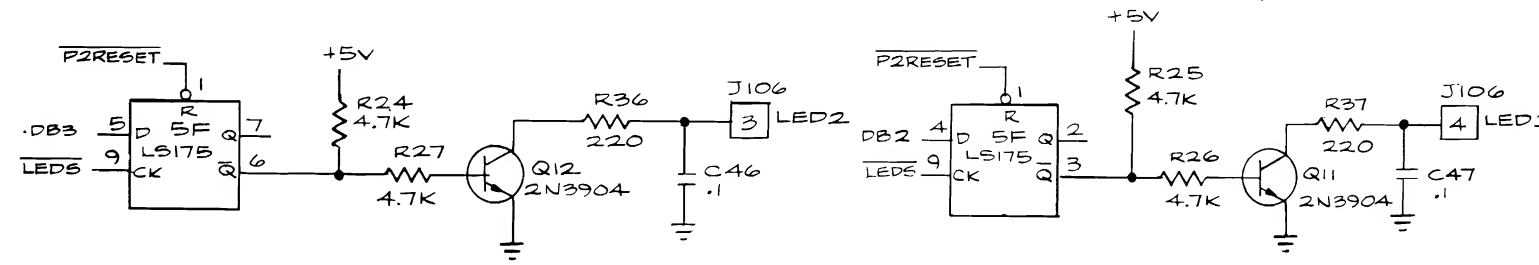 P2RESET
1
R
.DB3
5
D
5F
Q
7
LEDS
9
CK
LS175
Q
6
+5V
R24
4.7K
R27
4.7K
Q12
2N3904
R36
220
C46
.1
J106
3
LED2
P2RESET
1
R
DB2
4
D
5F
Q
2
LEDS
9
CK
LS175
Q
3
+5V
R25
4.7K
R26
4.7K
Q11
2N3904
R37
220
C47
.1
J106
4